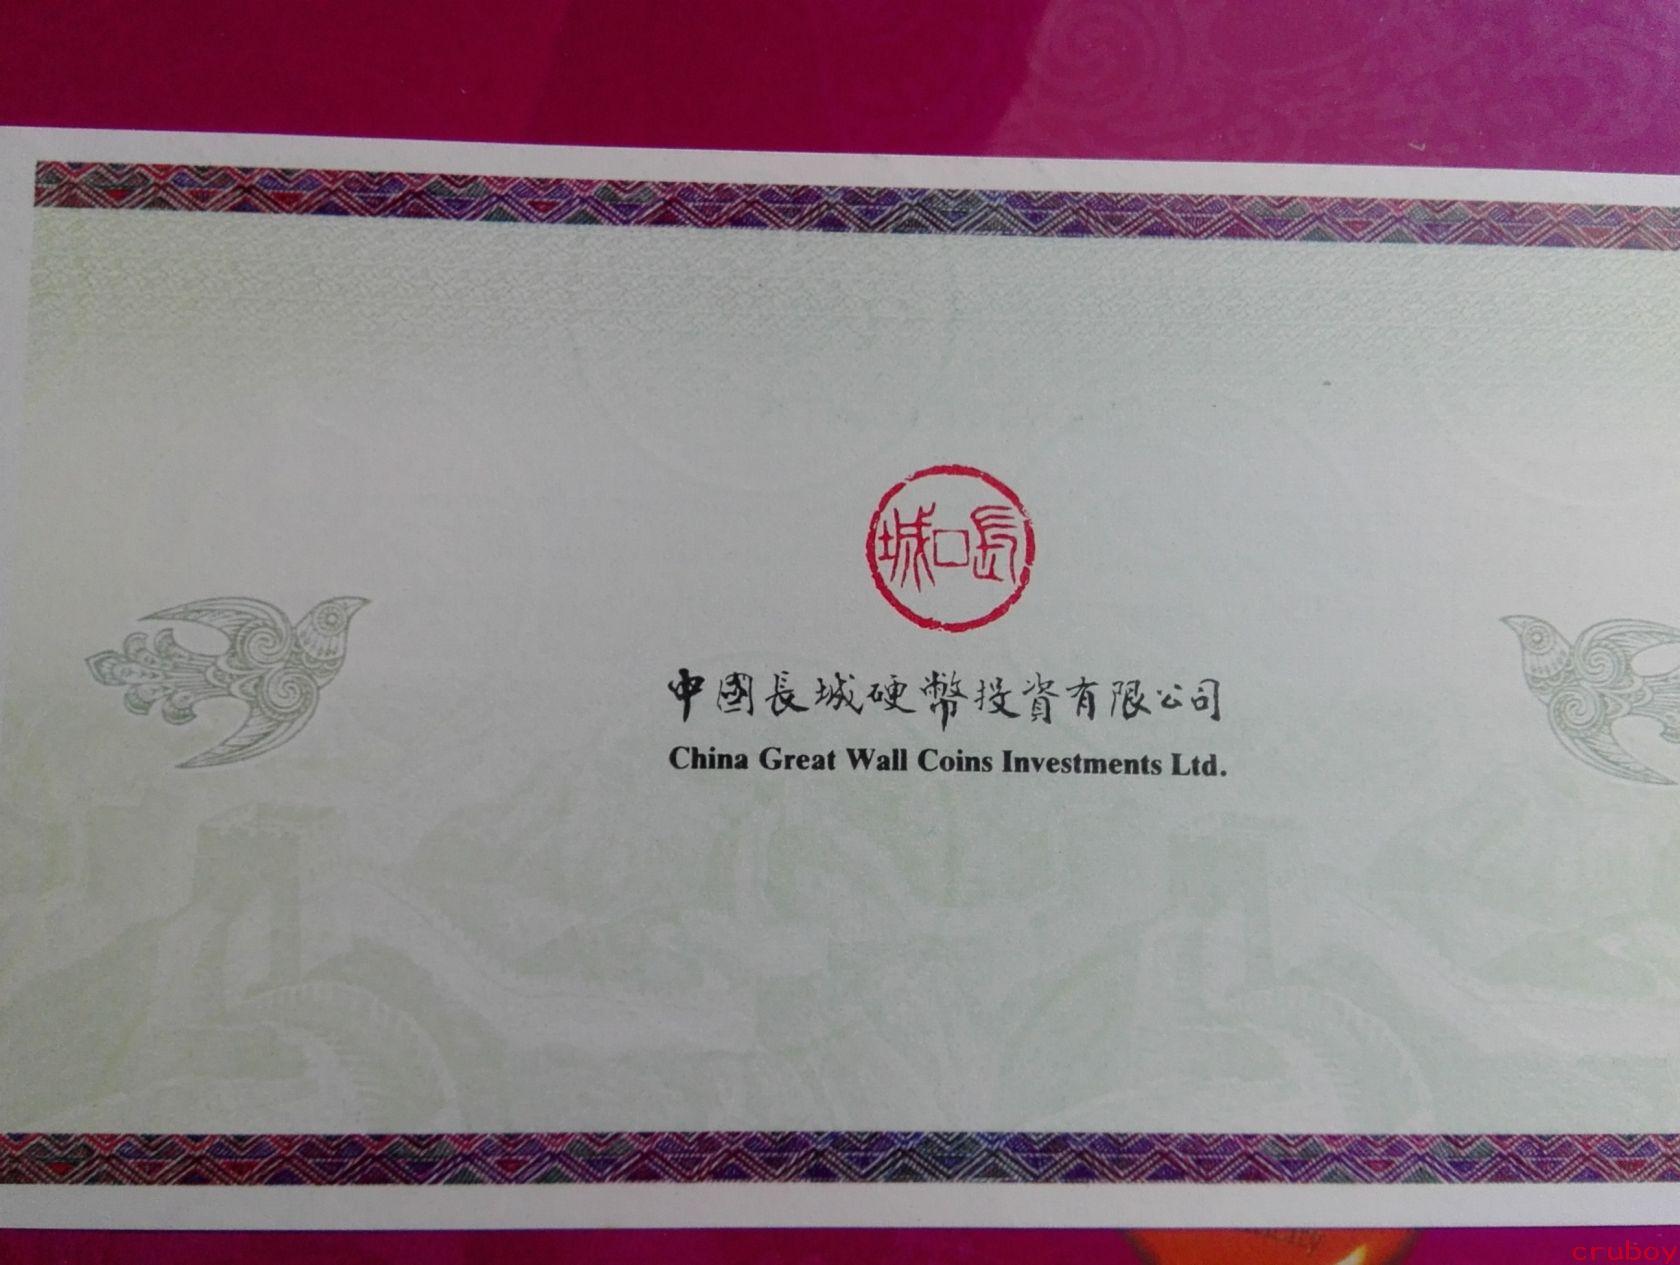 城口長
中國長城硬幣投資有限公司
China Great Wall Coins Investments Ltd.
cruboy